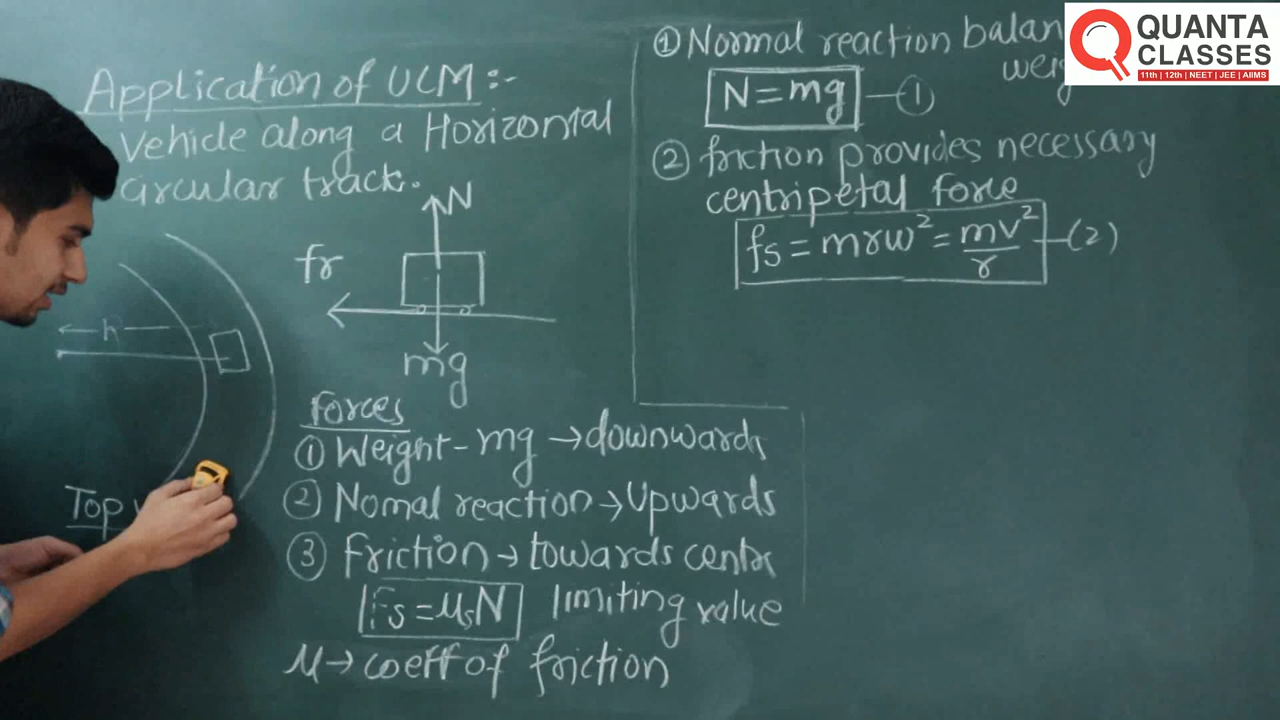 Application of UCM:-
Vehicle along a Horizontal
circular track.
N
fr
mg
r
Top
Forces
① Weight - mg → downwards
② Nomal reaction → Upwards
③ Friction → towards centr
Fs = μsN limiting value
μ → coeff of friction
① Normal reaction balan
weig
N = mg — ①
② friction provides necessary
centripetal force
fs = mrω² = mv²/r — (2)
QUANTA
CLASSES
11th | 12th | NEET | JEE | AIIMS